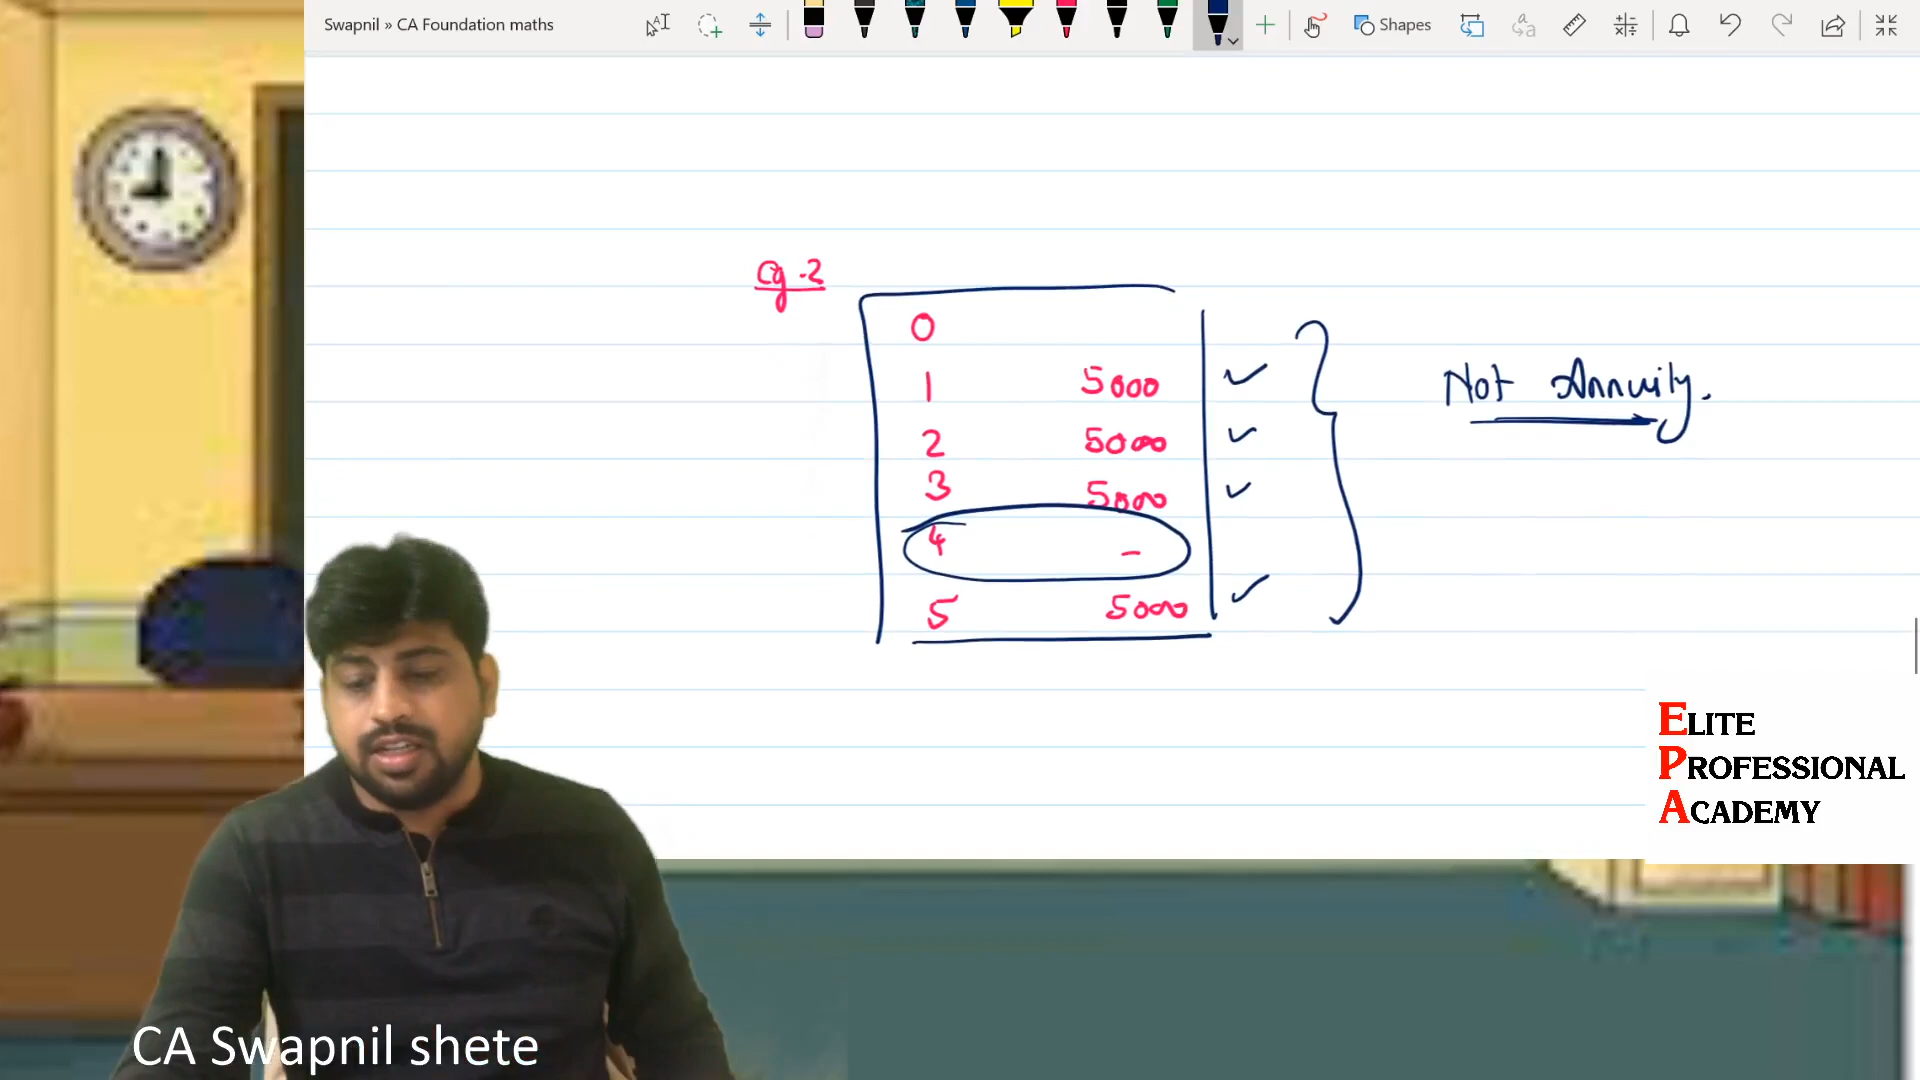 Swapnil » CA Foundation maths
Shapes
Eg -2
0
1 5000
2 5000
3 5000
4 -
5 5000
Not Annuity.
ELITE
PROFESSIONAL
ACADEMY
CA Swapnil shete